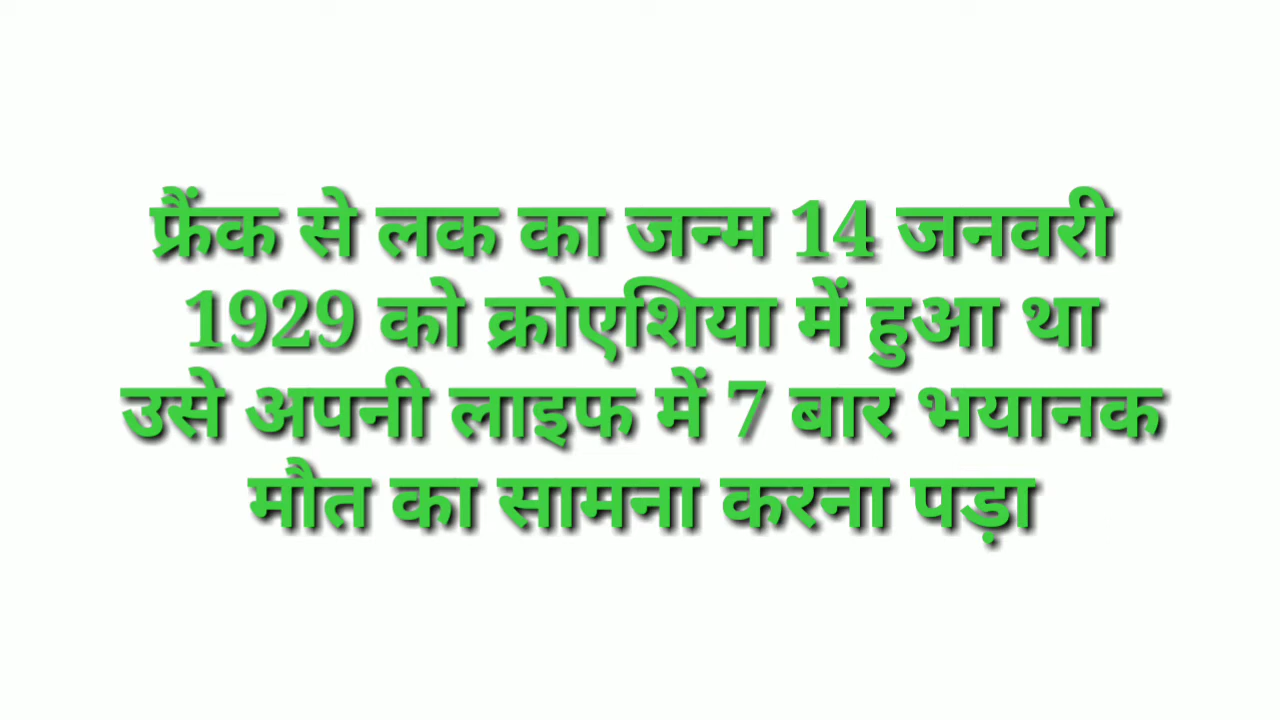 फ्रैंक से लक का जन्म 14 जनवरी
1929 को क्रोएशिया में हुआ था
उसे अपनी लाइफ में 7 बार भयानक
मौत का सामना करना पड़ा